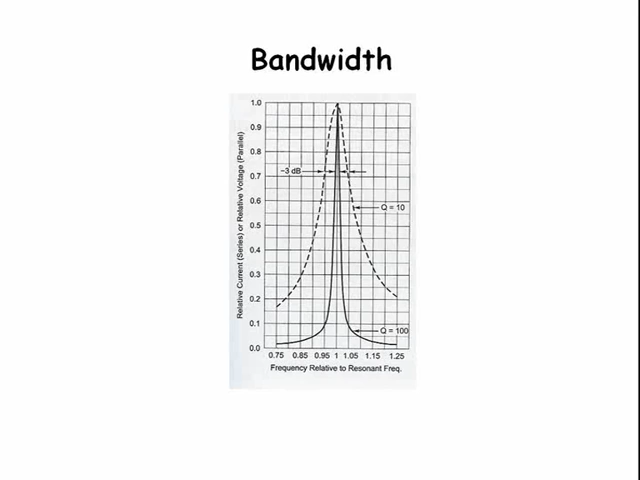 Bandwidth
1.0
0.9
0.8
−3 dB
0.7
0.6
Q = 10
0.5
0.4
0.3
0.2
0.1
Q = 100
0.0
0.75 0.85 0.95 1 1.05 1.15 1.25
Relative Current (Series) or Relative Voltage (Parallel)
Frequency Relative to Resonant Freq.